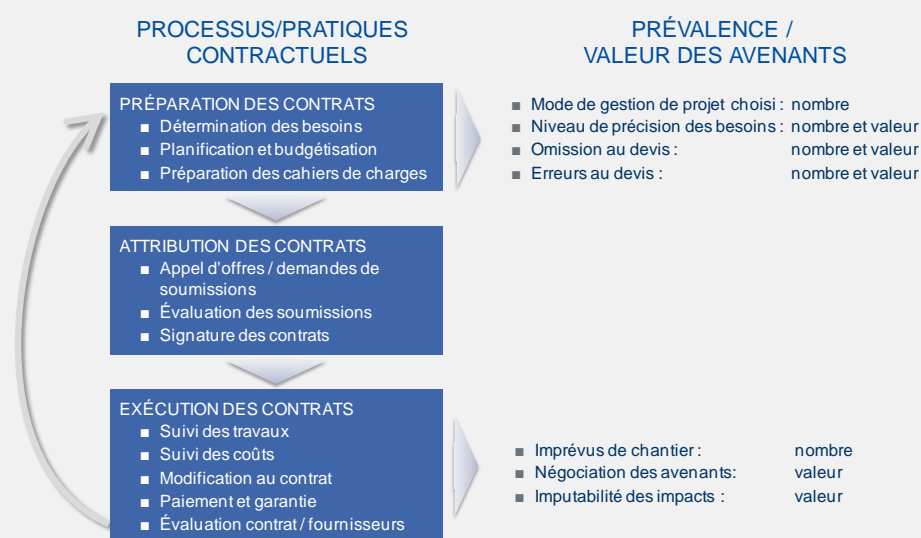 PROCESSUS/PRATIQUES
CONTRACTUELS
PRÉPARATION DES CONTRATS
■ Détermination des besoins
■ Planification et budgétisation
■ Préparation des cahiers de charges
ATTRIBUTION DES CONTRATS
■ Appel d'offres / demandes de
soumissions
■ Évaluation des soumissions
■ Signature des contrats
EXÉCUTION DES CONTRATS
■ Suivi des travaux
■ Suivi des coûts
■ Modification au contrat
■ Paiement et garantie
■ Évaluation contrat / fournisseurs
PRÉVALENCE /
VALEUR DES AVENANTS
■ Mode de gestion de projet choisi : nombre
■ Niveau de précision des besoins : nombre et valeur
■ Omission au devis : nombre et valeur
■ Erreurs au devis : nombre et valeur
■ Imprévus de chantier : nombre
■ Négociation des avenants: valeur
■ Imputabilité des impacts : valeur